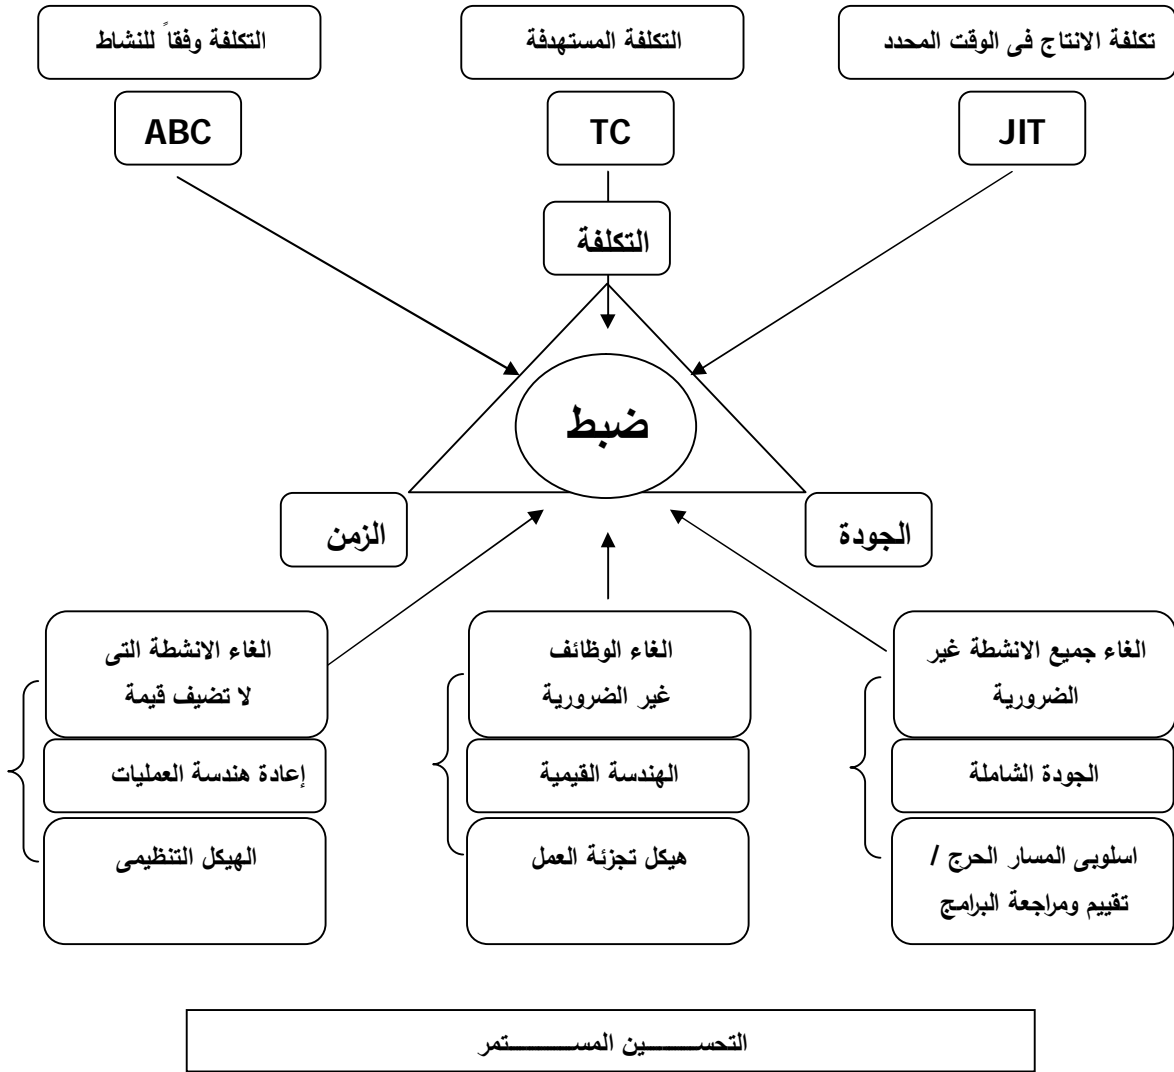 تكلفة الانتاج فى الوقت المحدد
التكلفة المستهدفة
التكلفة وفقاً للنشاط
JIT
TC
ABC
التكلفة
ضبط
الجودة
الزمن
الغاء جميع الانشطة غير
الضرورية
الجودة الشاملة
اسلوبى المسار الحرج /
تقييم ومراجعة البرامج
الغاء الوظائف
غير الضرورية
الهندسة القيمية
هيكل تجزئة العمل
الغاء الانشطة التى
لا تضيف قيمة
إعادة هندسة العمليات
الهيكل التنظيمى
التحســـــــين المســـــــــتمر